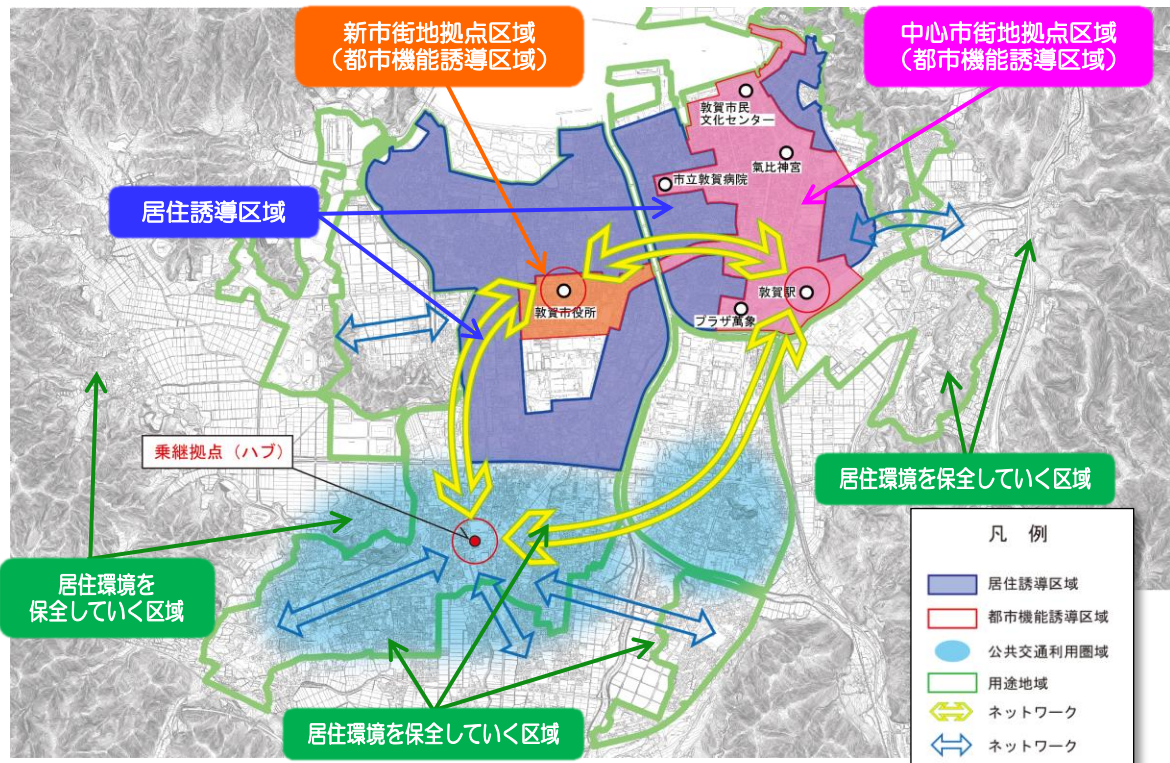 新市街地拠点区域
（都市機能誘導区域）
中心市街地拠点区域
（都市機能誘導区域）
敦賀市民
文化センター
氣比神宮
市立敦賀病院
居住誘導区域
敦賀市役所
敦賀駅
プラザ萬象
乗継拠点（ハブ）
居住環境を保全していく区域
居住環境を
保全していく区域
居住環境を保全していく区域
凡 例
居住誘導区域
都市機能誘導区域
公共交通利用圏域
用途地域
ネットワーク
ネットワーク